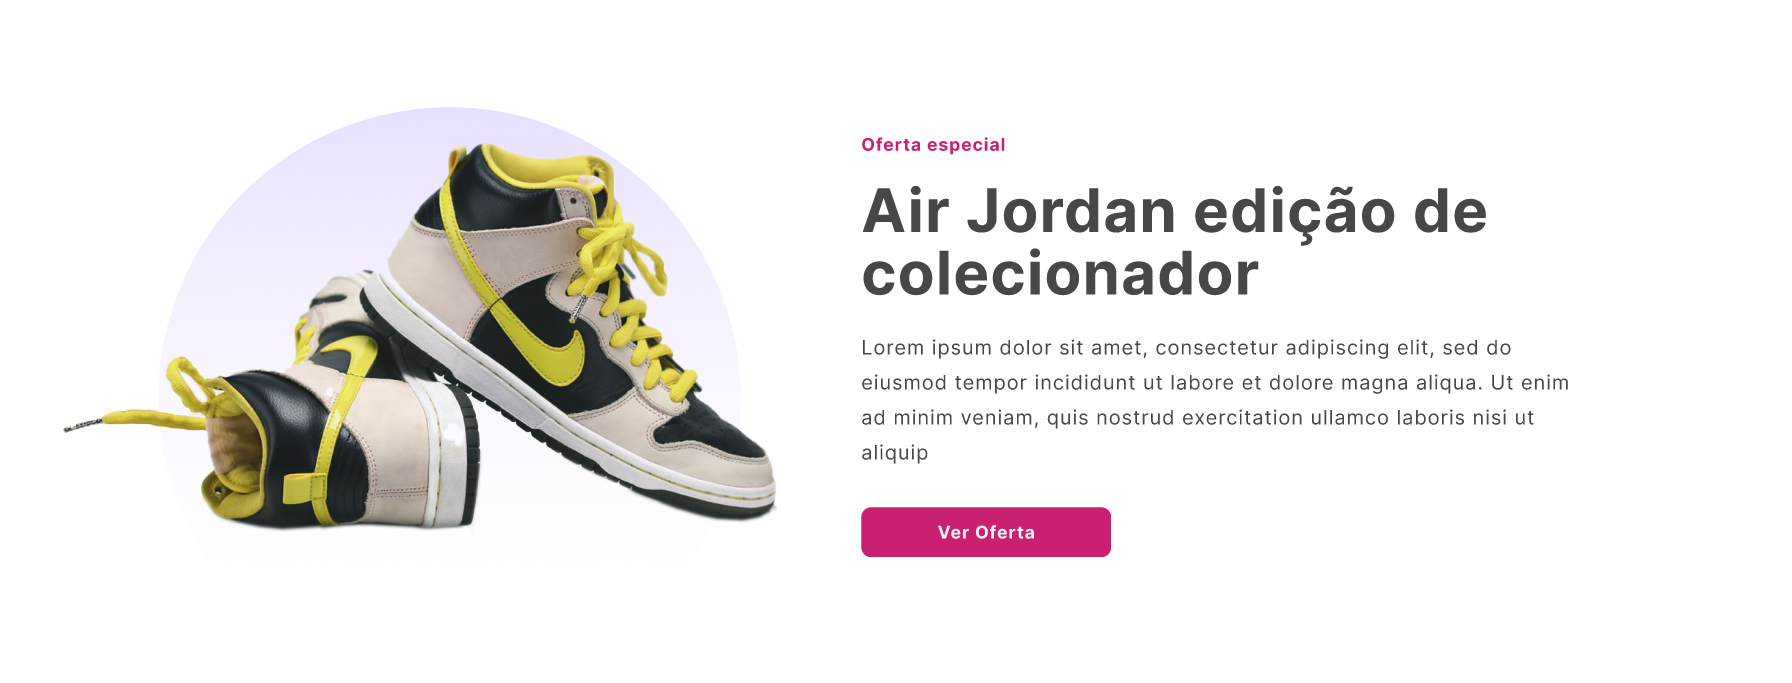 Oferta especial
Air Jordan edição de
colecionador
Lorem ipsum dolor sit amet, consectetur adipiscing elit, sed do
eiusmod tempor incididunt ut labore et dolore magna aliqua. Ut enim
ad minim veniam, quis nostrud exercitation ullamco laboris nisi ut
aliquip
Ver Oferta